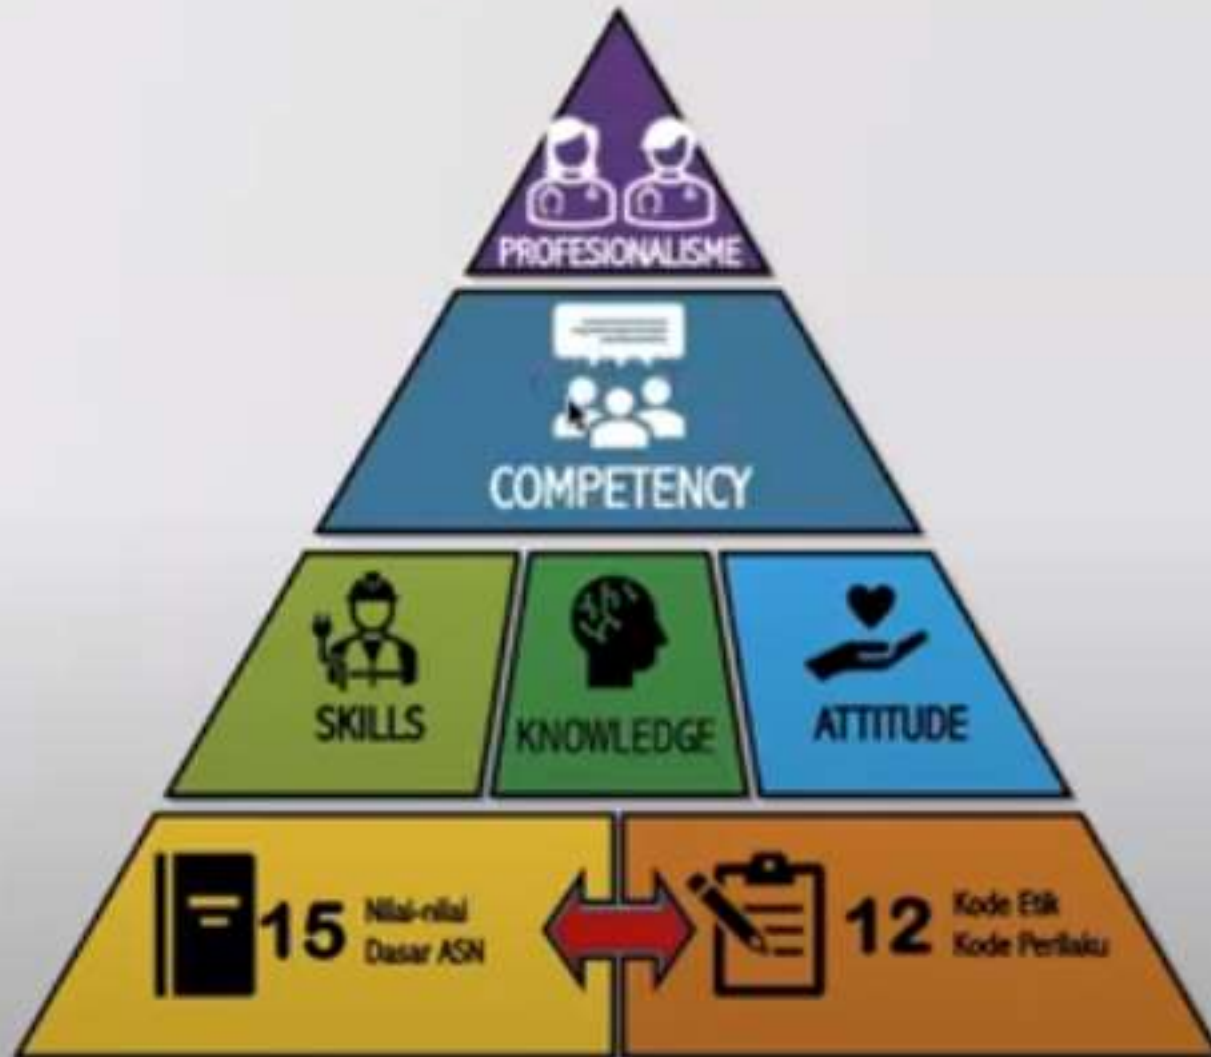 PROFESIONALISME
COMPETENCY
SKILLS
KNOWLEDGE
ATTITUDE
15 Nilai-nilai
Dasar ASN
12 Kode Etik
Kode Perilaku